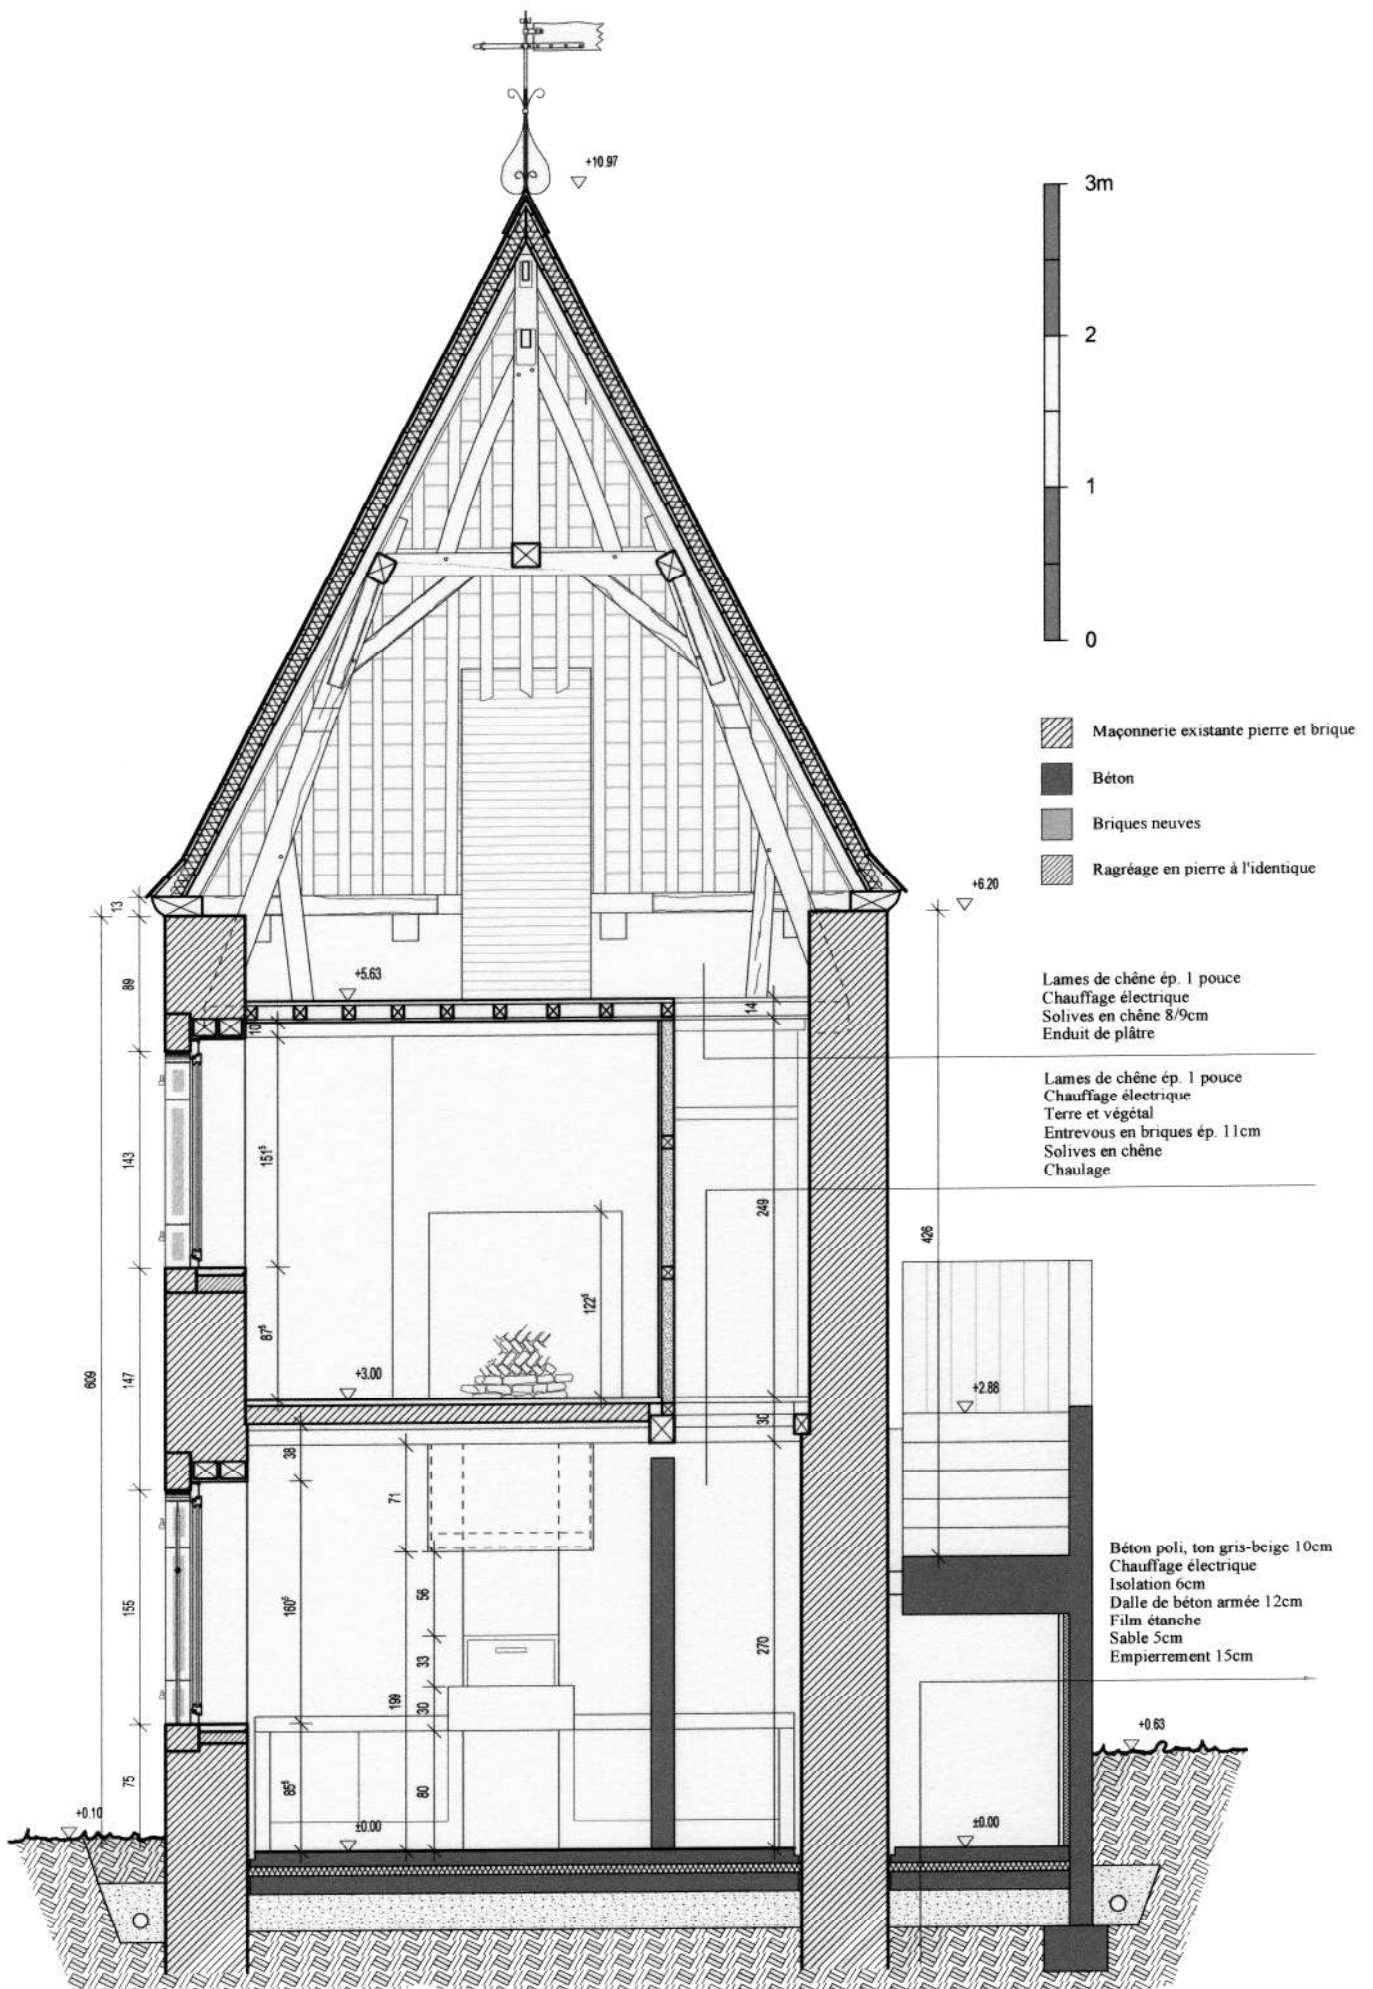 +10.97
3m
2
1
0
Maçonnerie existante pierre et brique
Béton
Briques neuves
Ragréage en pierre à l'identique
+6.20
13
+5.63
89
14
10
Lames de chêne ép. 1 pouce
Chauffage électrique
Solives en chêne 8/9cm
Enduit de plâtre
Lames de chêne ép. 1 pouce
Chauffage électrique
Terre et végétal
Entrevous en briques ép. 11cm
Solives en chêne
Chaulage
143
151⁵
249
426
122⁵
87⁵
609
147
+3.00
+2.88
30
38
71
Béton poli, ton gris-beige 10cm
Chauffage électrique
Isolation 6cm
Dalle de béton armée 12cm
Film étanche
Sable 5cm
Empierrement 15cm
155
160⁵
56
270
33
199
30
+0.63
75
85⁵
80
+0.10
±0.00
±0.00